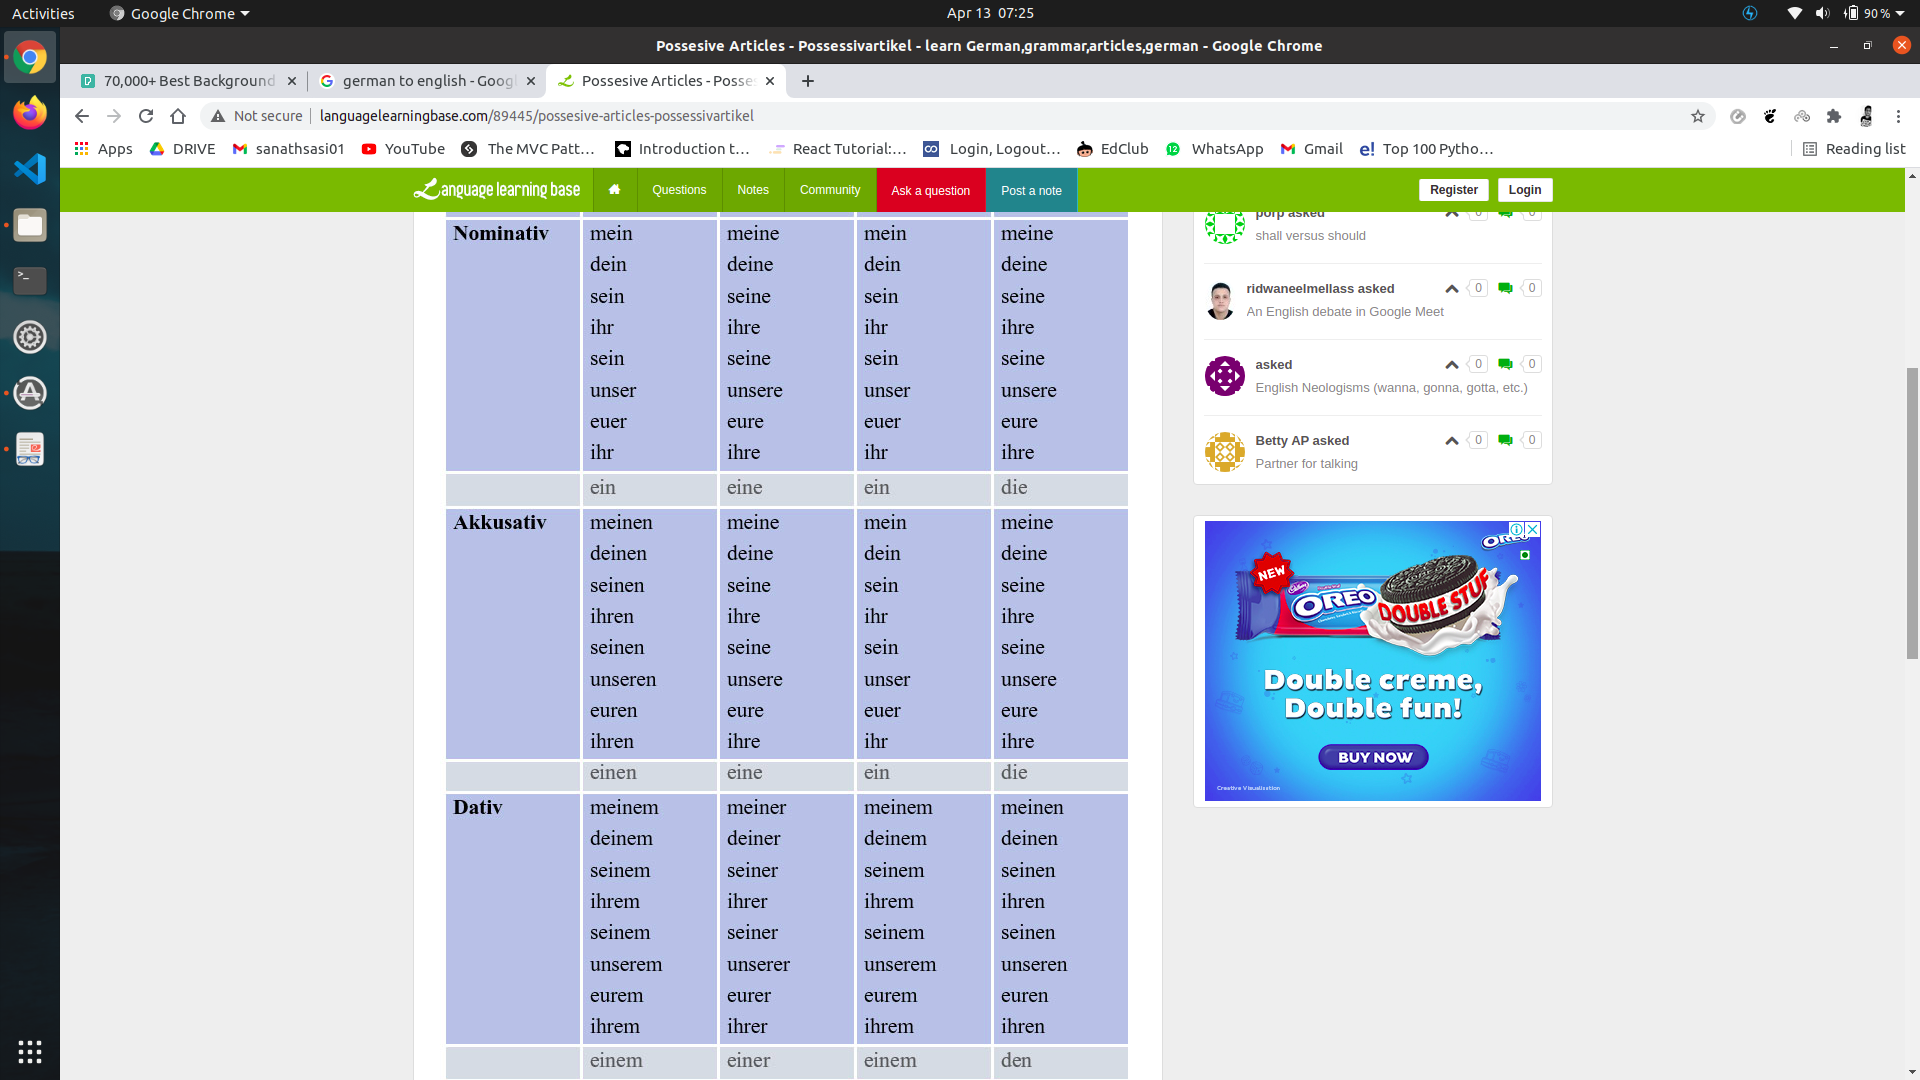 Activities
Google Chrome
Apr 13 07:25
90 %
Possesive Articles - Possessivartikel - learn German,grammar,articles,german - Google Chrome
70,000+ Best Background
german to english - Googl
Possesive Articles - Posses
Not secure
languagelearningbase.com/89445/possesive-articles-possessivartikel
Apps
DRIVE
sanathsasi01
YouTube
The MVC Patt…
Introduction t…
React Tutorial:…
Login, Logout…
EdClub
WhatsApp
Gmail
Top 100 Pytho…
Reading list
Language learning base
Questions
Notes
Community
Ask a question
Post a note
Register
Login
Nominativ mein meine mein meine
dein deine dein deine
sein seine sein seine
ihr ihre ihr ihre
sein seine sein seine
unser unsere unser unsere
euer eure euer eure
ihr ihre ihr ihre
ein eine ein die
Akkusativ meinen meine mein meine
deinen deine dein deine
seinen seine sein seine
ihren ihre ihr ihre
seinen seine sein seine
unseren unsere unser unsere
euren eure euer eure
ihren ihre ihr ihre
einen eine ein die
Dativ meinem meiner meinem meinen
deinem deiner deinem deinen
seinem seiner seinem seinen
ihrem ihrer ihrem ihren
seinem seiner seinem seinen
unserem unserer unserem unseren
eurem eurer eurem euren
ihrem ihrer ihrem ihren
einem einer einem den
porp asked 0 0
shall versus should
ridwaneelmellass asked 0 0
An English debate in Google Meet
asked 0 0
English Neologisms (wanna, gonna, gotta, etc.)
Betty AP asked 0 0
Partner for talking
OREO
NEW
Cadbury
OREO
DOUBLE STUF
Double creme,
Double fun!
BUY NOW
Creative Visualisation